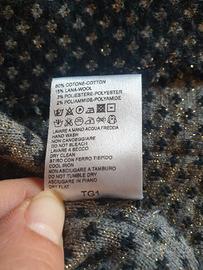 80% COTONE-COTTON
15% LANA-WOOL
3% POLIESTERE-POLYESTER
2% POLIAMMIDE-POLYAMIDE
LAVARE A MANO ACQUA FREDDA
HAND WASH
NON CANDEGGIARE
DO NOT BLEACH
LAVARE A SECCO
DRY CLEAN
STIRO CON FERRO TIEPIDO
COOL IRON
NON ASCIUGARE A TAMBURO
DO NOT TUMBLE DRY
ASCIUGARE IN PIANO
DRY FLAT
TG1